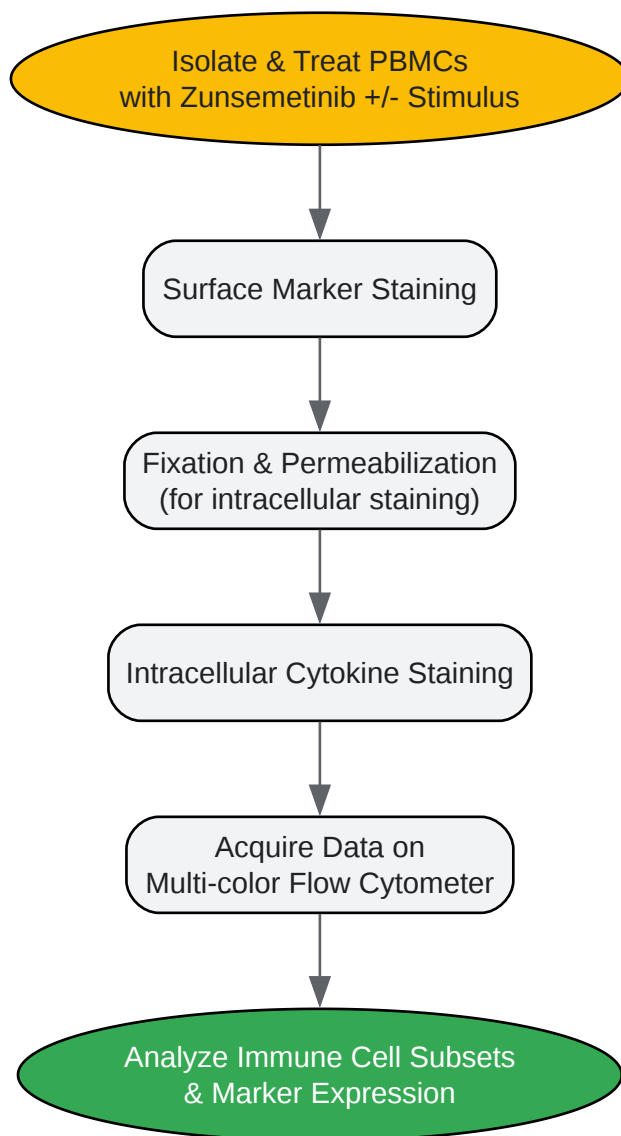 Isolate & Treat PBMCs
with Zunsemetinib +/- Stimulus
Surface Marker Staining
Fixation & Permeabilization
(for intracellular staining)
Intracellular Cytokine Staining
Acquire Data on
Multi-color Flow Cytometer
Analyze Immune Cell Subsets
& Marker Expression